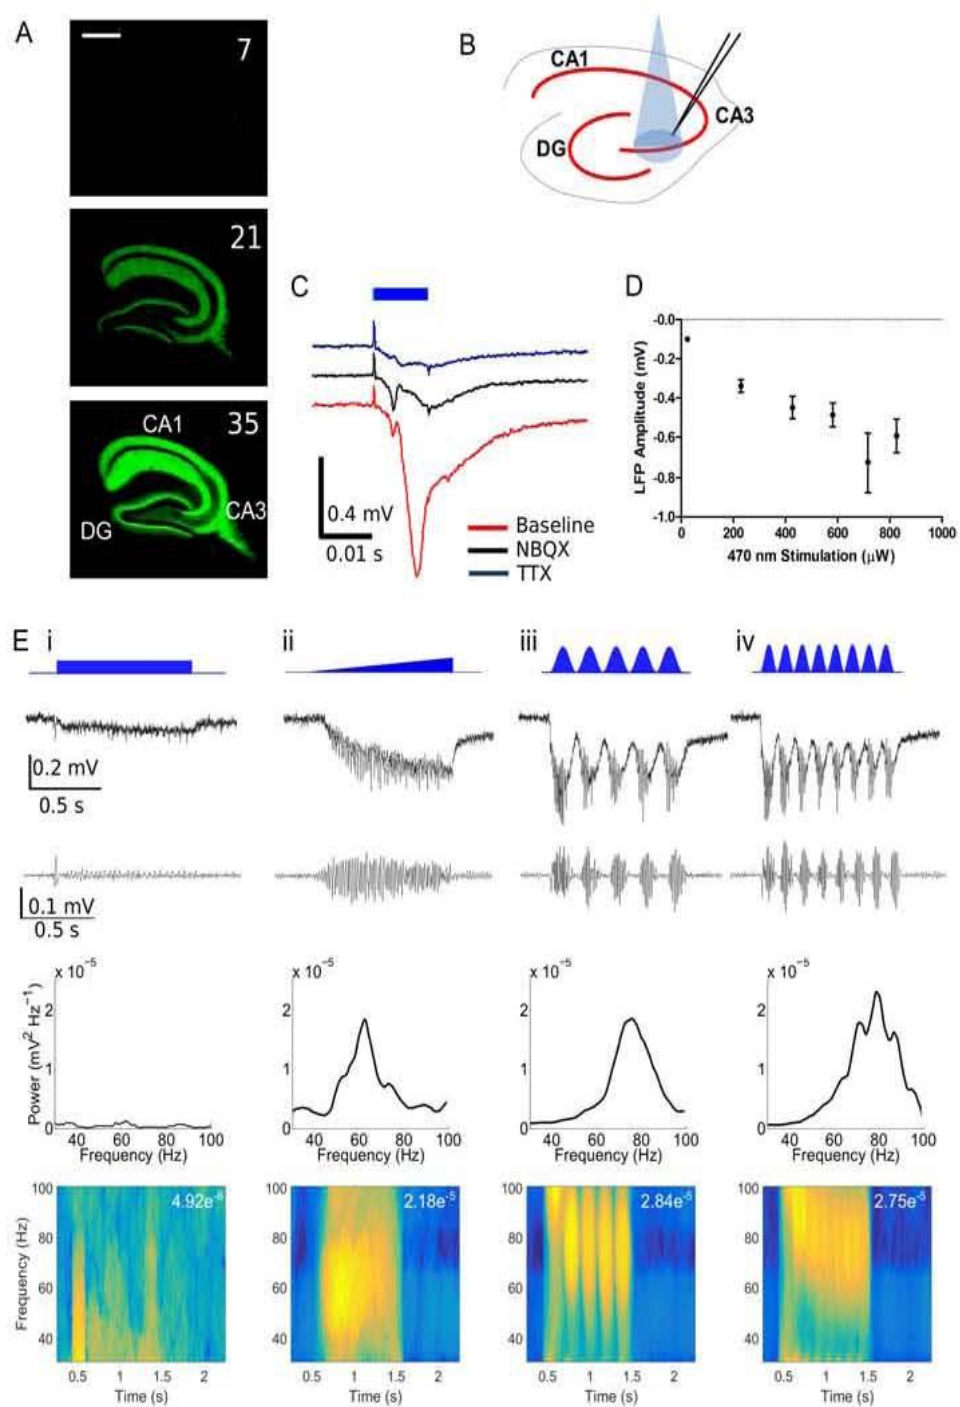 A
7
21
35
CA1
CA3
DG
B
CA1
CA3
DG
C
0.4 mV
0.01 s
Baseline
NBQX
TTX
D
-0.0
-0.2
-0.4
-0.6
-0.8
-1.0
LFP Amplitude (mV)
0 200 400 600 800 1000
470 nm Stimulation (μW)
E i ii iii iv
0.2 mV
0.5 s
0.1 mV
0.5 s
x 10⁻⁵ x 10⁻⁵ x 10⁻⁵ x 10⁻⁵
Power (mV² Hz⁻¹)
2 2 2 2
1 1 1 1
0 0 0 0
40 60 80 100 40 60 80 100 40 60 80 100 40 60 80 100
Frequency (Hz) Frequency (Hz) Frequency (Hz) Frequency (Hz)
4.92e⁻⁶ 2.18e⁻⁵ 2.84e⁻⁵ 2.75e⁻⁵
Frequency (Hz)
100 100 100 100
80 80 80 80
60 60 60 60
40 40 40 40
0.5 1 1.5 2 0.5 1 1.5 2 0.5 1 1.5 2 0.5 1 1.5 2
Time (s) Time (s) Time (s) Time (s)